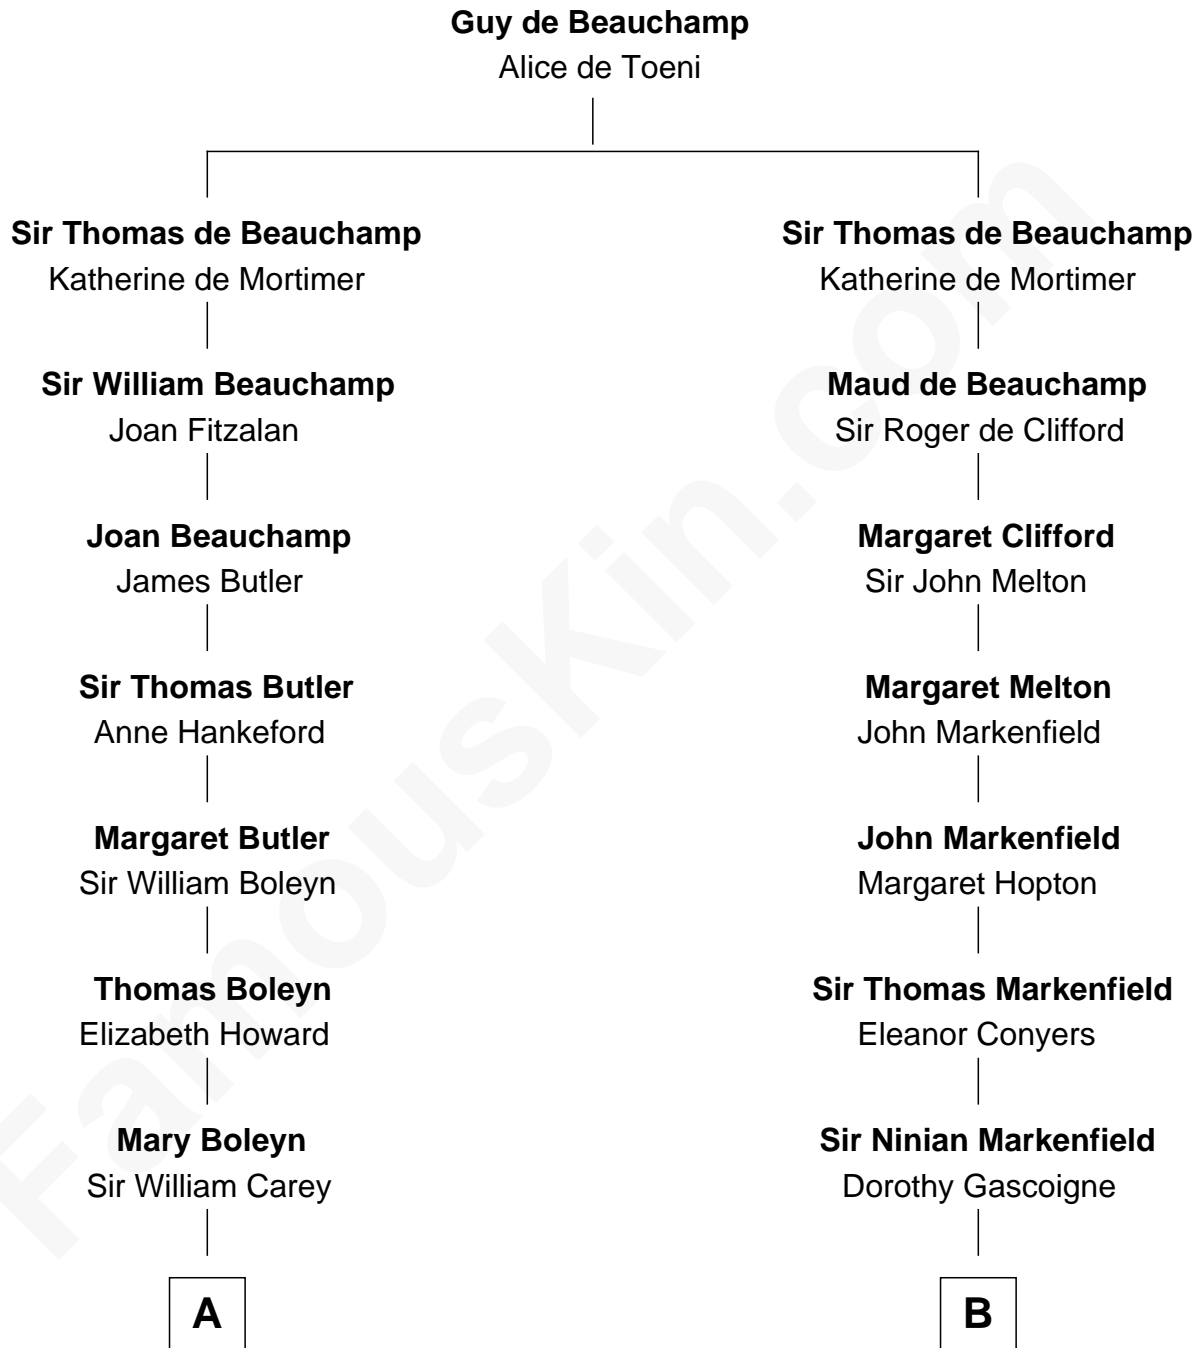 Guy de Beauchamp
Alice de Toeni
Sir Thomas de Beauchamp
Katherine de Mortimer
Sir William Beauchamp
Joan Fitzalan
Joan Beauchamp
James Butler
Sir Thomas Butler
Anne Hankeford
Margaret Butler
Sir William Boleyn
Thomas Boleyn
Elizabeth Howard
Mary Boleyn
Sir William Carey
A
Sir Thomas de Beauchamp
Katherine de Mortimer
Maud de Beauchamp
Sir Roger de Clifford
Margaret Clifford
Sir John Melton
Margaret Melton
John Markenfield
John Markenfield
Margaret Hopton
Sir Thomas Markenfield
Eleanor Conyers
Sir Ninian Markenfield
Dorothy Gascoigne
B
FamousKin.com